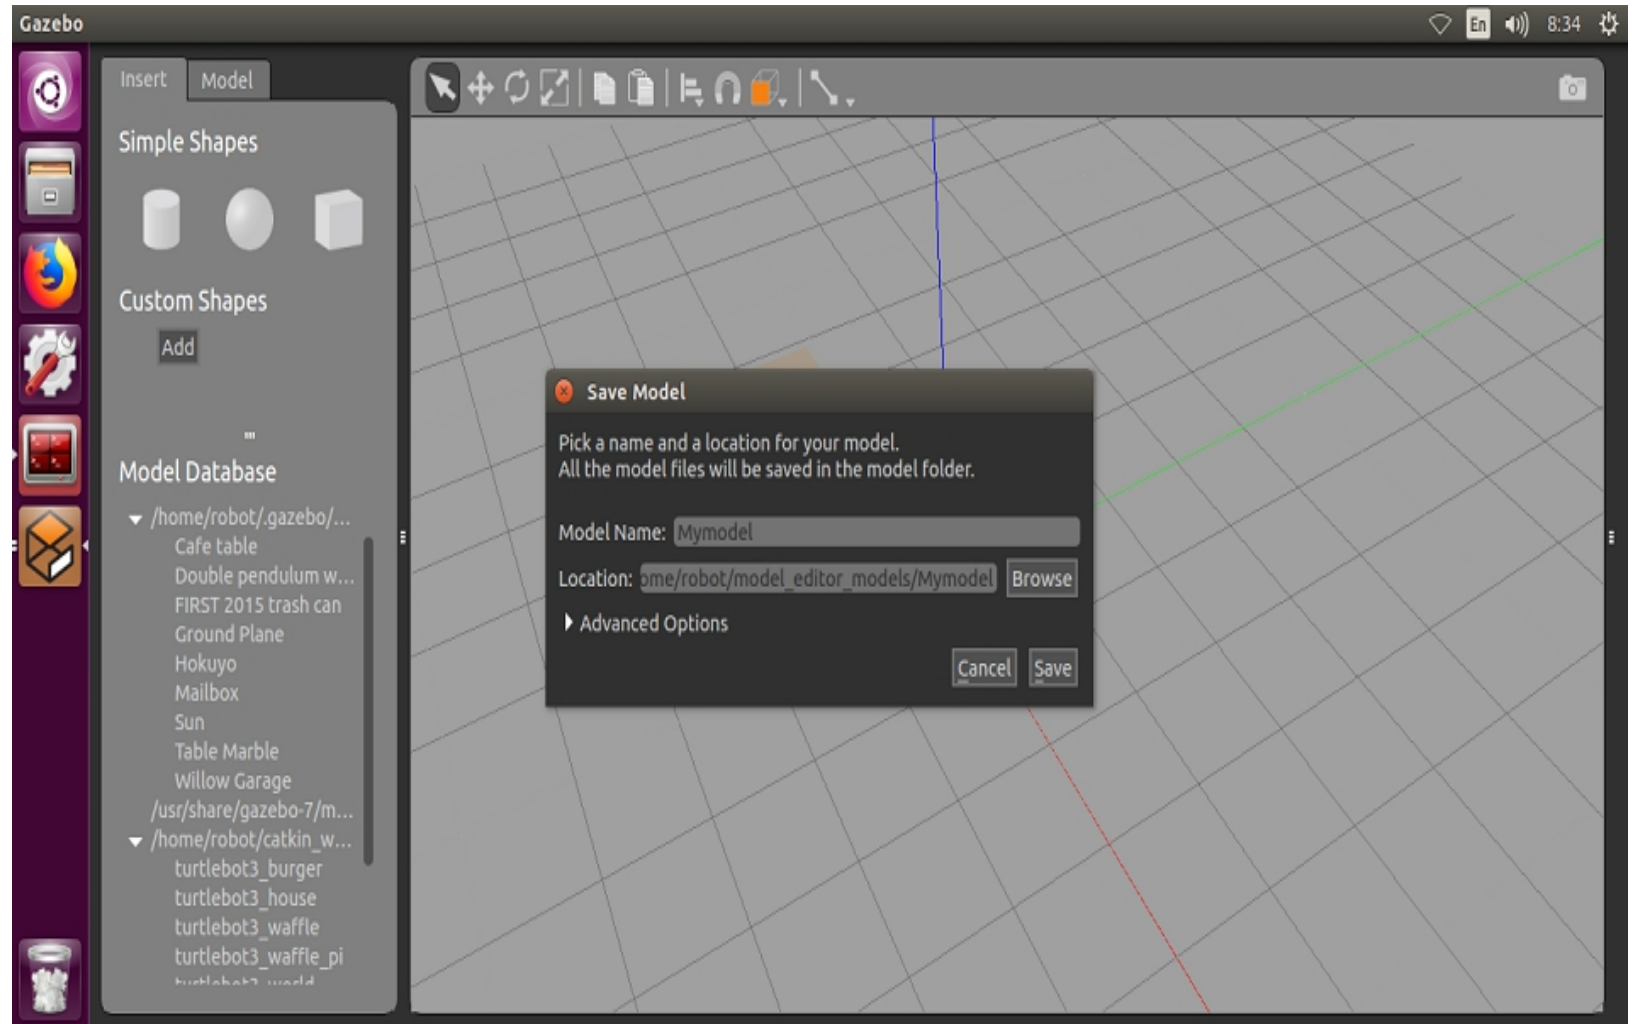 Gazebo
En
8:34
Insert
Model
Simple Shapes
Custom Shapes
Add
Model Database
/home/robot/.gazebo/...
Cafe table
Double pendulum w...
FIRST 2015 trash can
Ground Plane
Hokuyo
Mailbox
Sun
Table Marble
Willow Garage
/usr/share/gazebo-7/m...
/home/robot/catkin_w...
turtlebot3_burger
turtlebot3_house
turtlebot3_waffle
turtlebot3_waffle_pi
turtlebot3_world
Save Model
Pick a name and a location for your model.
All the model files will be saved in the model folder.
Model Name: Mymodel
Location: ome/robot/model_editor_models/Mymodel Browse
Advanced Options
Cancel Save